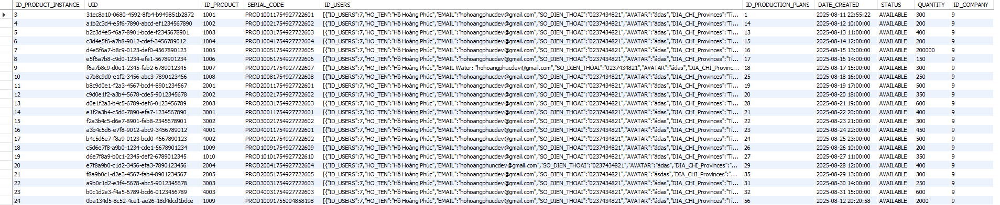 ID_PRODUCT_INSTANCE UID ID_PRODUCT SERIAL_CODE ID_USERS ID_PRODUCTION_PLANS DATE_CREATED STATUS QUANTITY ID_COMPANY
3 31ec8a10-0680-4592-8fb4-b949851b2872 1001 PROD10011754927722601 [{"ID_USERS":7,"HO_TEN":"Hồ Hoàng Phúc","EMAIL":"hohoangphucdev@gmail.com","SO_DIEN_THOAI":"0237434821","AVATAR":"ádas","DIA_CHI_Provinces":"Ti... 1 2025-08-11 22:55:22 AVAILABLE 300 9
4 a1b2c3d4-e5f6-7890-abcd-ef1234567890 1002 PROD10021754927722602 [{"ID_USERS":7,"HO_TEN":"Hồ Hoàng Phúc","EMAIL":"hohoangphucdev@gmail.com","SO_DIEN_THOAI":"0237434821","AVATAR":"ádas","DIA_CHI_Provinces":"Ti... 14 2025-08-12 10:00:00 AVAILABLE 200 9
5 b2c3d4e5-f6a7-8901-bcde-f2345678901 1003 PROD10031754927722603 [{"ID_USERS":7,"HO_TEN":"Hồ Hoàng Phúc","EMAIL":"hohoangphucdev@gmail.com","SO_DIEN_THOAI":"0237434821","AVATAR":"ádas","DIA_CHI_Provinces":"Ti... 13 2025-08-13 11:00:00 AVAILABLE 400 9
6 c3d4e5f6-a7b8-9012-cdef-3456789012 1004 PROD10041754927722604 [{"ID_USERS":7,"HO_TEN":"Hồ Hoàng Phúc","EMAIL":"hohoangphucdev@gmail.com","SO_DIEN_THOAI":"0237434821","AVATAR":"ádas","DIA_CHI_Provinces":"Ti... 15 2025-08-14 12:00:00 AVAILABLE 200 9
7 d4e5f6a7-b8c9-0123-def0-4567890123 1005 PROD10051754927722605 [{"ID_USERS":7,"HO_TEN":"Hồ Hoàng Phúc","EMAIL":"hohoangphucdev@gmail.com","SO_DIEN_THOAI":"0237434821","AVATAR":"ádas","DIA_CHI_Provinces":"Ti... 16 2025-08-15 13:00:00 AVAILABLE 200000 9
8 e5f6a7b8-c9d0-1234-efa1-5678901234 1006 PROD10061754927722606 [{"ID_USERS":7,"HO_TEN":"Hồ Hoàng Phúc","EMAIL":"hohoangphucdev@gmail.com","SO_DIEN_THOAI":"0237434821","AVATAR":"ádas","DIA_CHI_Provinces":"Ti... 17 2025-08-16 14:00:00 AVAILABLE 150 9
9 f6a7b8c9-d0e1-2345-fab2-6789012345 1007 PROD10071754927722607 [{"ID_USERS":7,"HO_TEN":"Hồ Hoàng Phúc","EMAIL Water: "hohoangphucdev@gmail.com","SO_DIEN_THOAI":"0237434821","AVATAR":"ádas","DIA_CHI_Provinc... 18 2025-08-17 15:00:00 AVAILABLE 300 9
10 a7b8c9d0-e1f2-3456-abc3-7890123456 1008 PROD10081754927722608 [{"ID_USERS":7,"HO_TEN":"Hồ Hoàng Phúc","EMAIL":"hohoangphucdev@gmail.com","SO_DIEN_THOAI":"0237434821","AVATAR":"ádas","DIA_CHI_Provinces":"Ti... 25 2025-08-18 16:00:00 AVAILABLE 250 9
11 b8c9d0e1-f2a3-4567-bcd4-8901234567 2001 PROD20011754927722601 [{"ID_USERS":7,"HO_TEN":"Hồ Hoàng Phúc","EMAIL":"hohoangphucdev@gmail.com","SO_DIEN_THOAI":"0237434821","AVATAR":"ádas","DIA_CHI_Provinces":"Ti... 19 2025-08-19 17:00:00 AVAILABLE 500 9
12 c9d0e1f2-a3b4-5678-cde5-9012345678 2002 PROD20021754927722602 [{"ID_USERS":7,"HO_TEN":"Hồ Hoàng Phúc","EMAIL":"hohoangphucdev@gmail.com","SO_DIEN_THOAI":"0237434821","AVATAR":"ádas","DIA_CHI_Provinces":"Ti... 20 2025-08-20 18:00:00 AVAILABLE 350 9
13 d0e1f2a3-b4c5-6789-def6-0123456789 2003 PROD20031754927722603 [{"ID_USERS":7,"HO_TEN":"Hồ Hoàng Phúc","EMAIL":"hohoangphucdev@gmail.com","SO_DIEN_THOAI":"0237434821","AVATAR":"ádas","DIA_CHI_Provinces":"Ti... 28 2025-08-21 19:00:00 AVAILABLE 600 9
14 e1f2a3b4-c5d6-7890-efa7-1234567890 3001 PROD30011754927722601 [{"ID_USERS":7,"HO_TEN":"Hồ Hoàng Phúc","EMAIL":"hohoangphucdev@gmail.com","SO_DIEN_THOAI":"0237434821","AVATAR":"ádas","DIA_CHI_Provinces":"Ti... 21 2025-08-22 20:00:00 AVAILABLE 400 9
15 f2a3b4c5-d6e7-8901-fab8-2345678901 3002 PROD30021754927722602 [{"ID_USERS":7,"HO_TEN":"Hồ Hoàng Phúc","EMAIL":"hohoangphucdev@gmail.com","SO_DIEN_THOAI":"0237434821","AVATAR":"ádas","DIA_CHI_Provinces":"Ti... 22 2025-08-23 21:00:00 AVAILABLE 300 9
16 a3b4c5d6-e7f8-9012-abc9-3456789012 4001 PROD40011754927722601 [{"ID_USERS":7,"HO_TEN":"Hồ Hoàng Phúc","EMAIL":"hohoangphucdev@gmail.com","SO_DIEN_THOAI":"0237434821","AVATAR":"ádas","DIA_CHI_Provinces":"Ti... 23 2025-08-24 22:00:00 AVAILABLE 450 9
17 b4c5d6e7-f8a9-0123-bcd0-4567890123 4002 PROD40021754927722602 [{"ID_USERS":7,"HO_TEN":"Hồ Hoàng Phúc","EMAIL":"hohoangphucdev@gmail.com","SO_DIEN_THOAI":"0237434821","AVATAR":"ádas","DIA_CHI_Provinces":"Ti... 24 2025-08-25 23:00:00 AVAILABLE 500 9
18 c5d6e7f8-a9b0-1234-cde1-5678901234 1009 PROD10091754927722609 [{"ID_USERS":7,"HO_TEN":"Hồ Hoàng Phúc","EMAIL":"hohoangphucdev@gmail.com","SO_DIEN_THOAI":"0237434821","AVATAR":"ádas","DIA_CHI_Provinces":"Ti... 26 2025-08-26 10:00:00 AVAILABLE 200 9
19 d6e7f8a9-b0c1-2345-def2-6789012345 1010 PROD10101754927722610 [{"ID_USERS":7,"HO_TEN":"Hồ Hoàng Phúc","EMAIL":"hohoangphucdev@gmail.com","SO_DIEN_THOAI":"0237434821","AVATAR":"ádas","DIA_CHI_Provinces":"Ti... 27 2025-08-27 11:00:00 AVAILABLE 350 9
20 e7f8a9b0-c1d2-3456-efa3-7890123456 2004 PROD20041754927722604 [{"ID_USERS":7,"HO_TEN":"Hồ Hoàng Phúc","EMAIL":"hohoangphuncdev@gmail.com","SO_DIEN_THOAI":"0237434821","AVATAR":"ádas","DIA_CHI_Provinces":"... 29 2025-08-28 12:00:00 AVAILABLE 400 9
21 f8a9b0c1-d2e3-4567-fab4-8901234567 2005 PROD20051754927722605 [{"ID_USERS":7,"HO_TEN":"Hồ Hoàng Phúc","EMAIL":"hohoangphucdev@gmail.com","SO_DIEN_THOAI":"0237434821","AVATAR":"ásdas","DIA_CHI_Provinces":"... 35 2025-08-29 13:00:00 AVAILABLE 300 9
22 a9b0c1d2-e3f4-5678-abc5-9012345678 3003 PROD30031754927722603 [{"ID_USERS":7,"HO_TEN":"Hồ Hoàng Phúc","EMAIL":"hohoangphucdev@gmail.com","SO_DIEN_THOAI":"0237434821","AVATAR":"ádas","DIA_CHI_Provinces":"Ti... 31 2025-08-30 14:00:00 AVAILABLE 250 9
23 b0c1d2e3-f4a5-6789-bcd6-0123456789 4003 PROD40031754927722603 [{"ID_USERS":7,"HO_TEN":"Hồ Hoàng Phúc","EMAIL":"hohoangphucdev@gmail.com","SO_DIEN_THOAI":"0237434821","AVATAR":"ádas","DIA_CHI_Provinces":"Ti... 32 2025-08-31 15:00:00 AVAILABLE 600 9
24 0ba134d5-8c52-4ce1-ae26-18d4dcd1bdce 1009 PROD10091755004858198 [{"ID_USERS":7,"HO_TEN":"Hồ Hoàng Phúc","EMAIL":"hohoangphucdev@gmail.com","SO_DIEN_THOAI":"0237434821","AVATAR":"ádas","DIA_CHI_Provinces":"Ti... 56 2025-08-12 20:20:58 AVAILABLE 2000 9